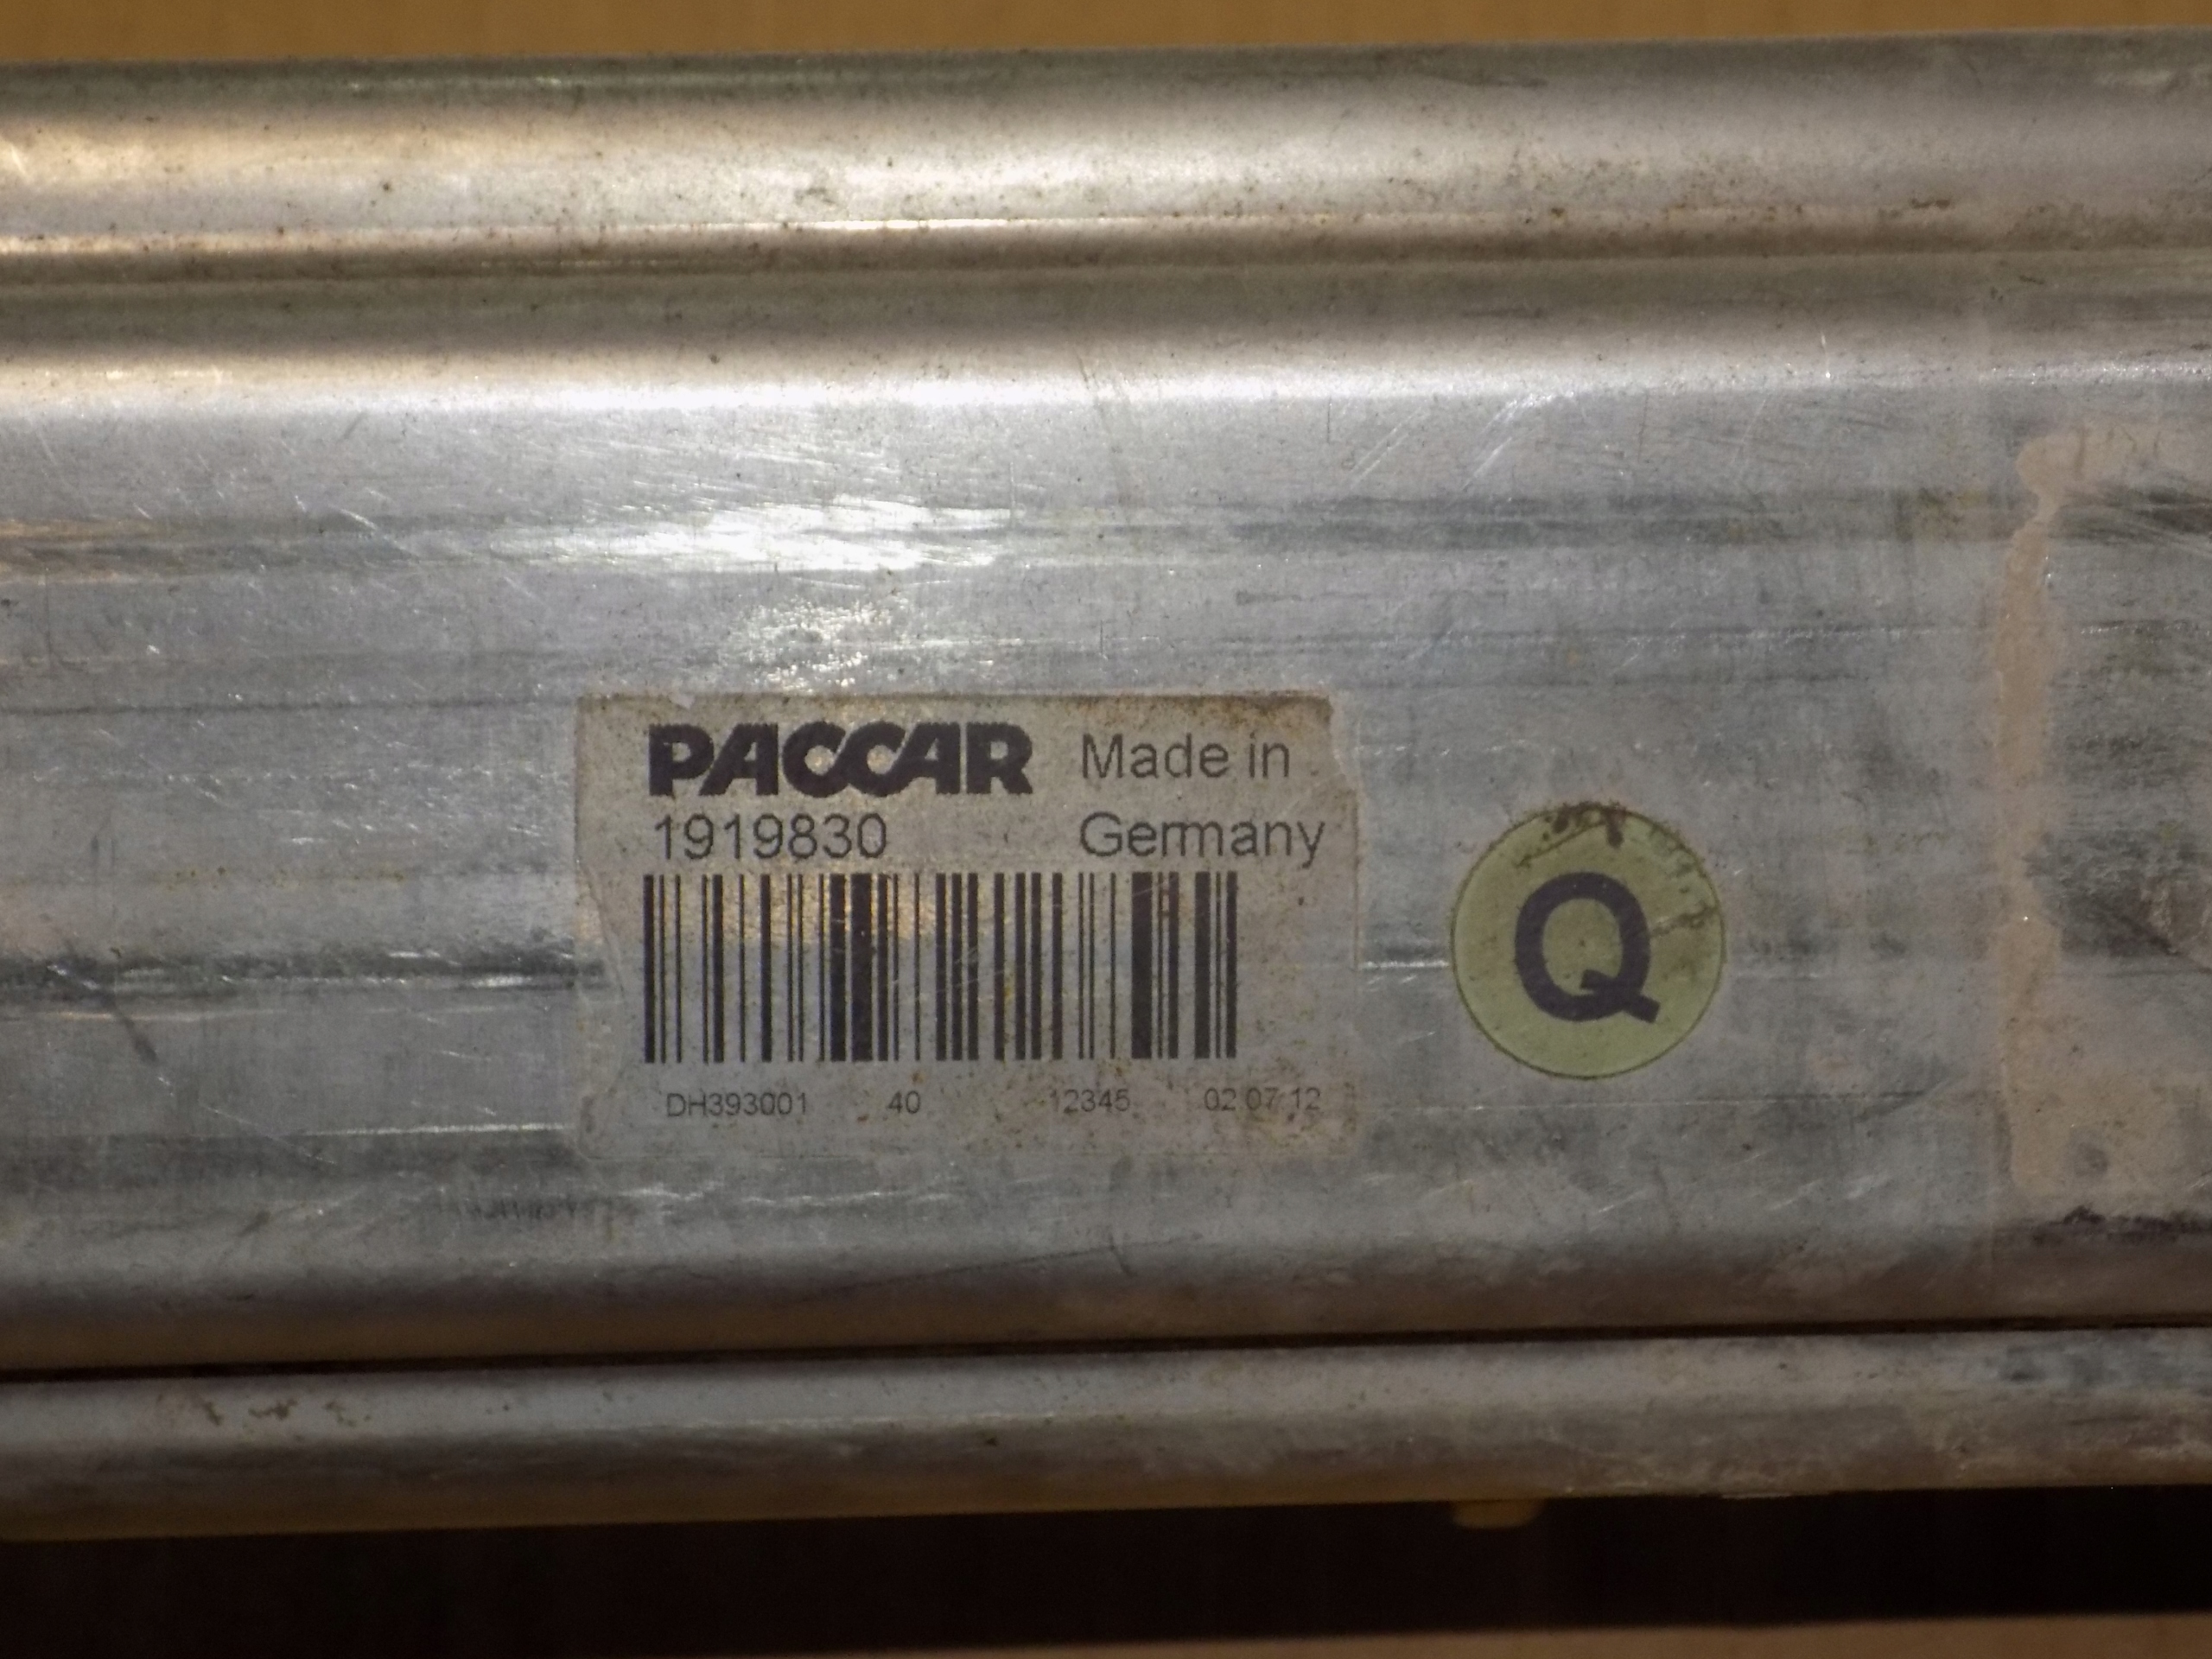 PACCAR Made in
1919830 Germany
DH393001 40 12345 02 07 12
Q